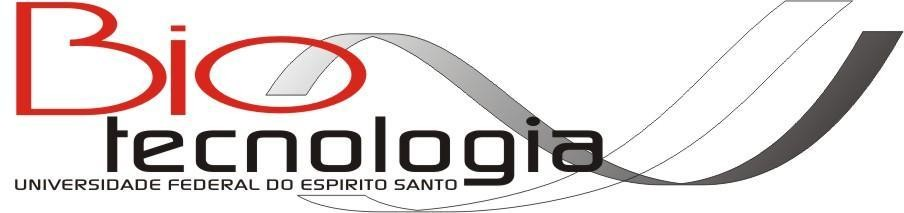 Bio
tecnologia
UNIVERSIDADE FEDERAL DO ESPIRITO SANTO